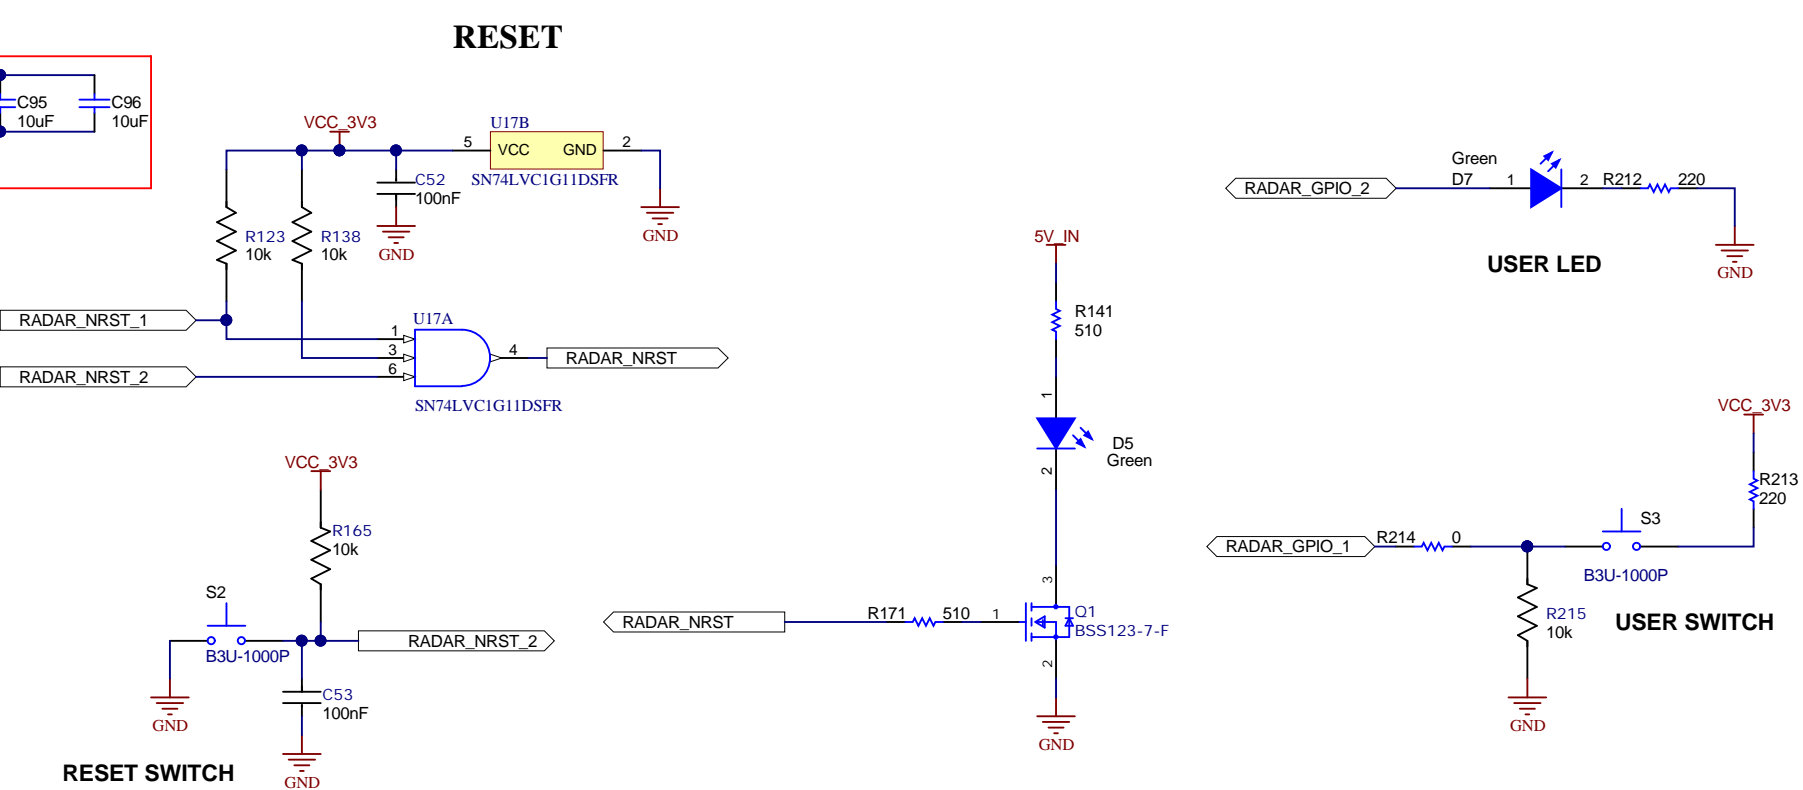 RESET
C95
10uF
C96
10uF
VCC_3V3
U17B
5
VCC
GND
2
SN74LVC1G11DSFR
C52
100nF
GND
GND
R123
10k
R138
10k
RADAR_NRST_1
U17A
1
3
6
4
RADAR_NRST
RADAR_NRST_2
SN74LVC1G11DSFR
VCC_3V3
R165
10k
S2
B3U-1000P
RADAR_NRST_2
GND
C53
100nF
GND
RESET SWITCH
5V_IN
R141
510
1
D5
Green
2
3
RADAR_NRST
R171
510
1
Q1
BSS123-7-F
2
GND
Green
D7
RADAR_GPIO_2
1
2
R212
220
GND
USER LED
VCC_3V3
R213
220
S3
RADAR_GPIO_1
R214
0
B3U-1000P
R215
10k
USER SWITCH
GND